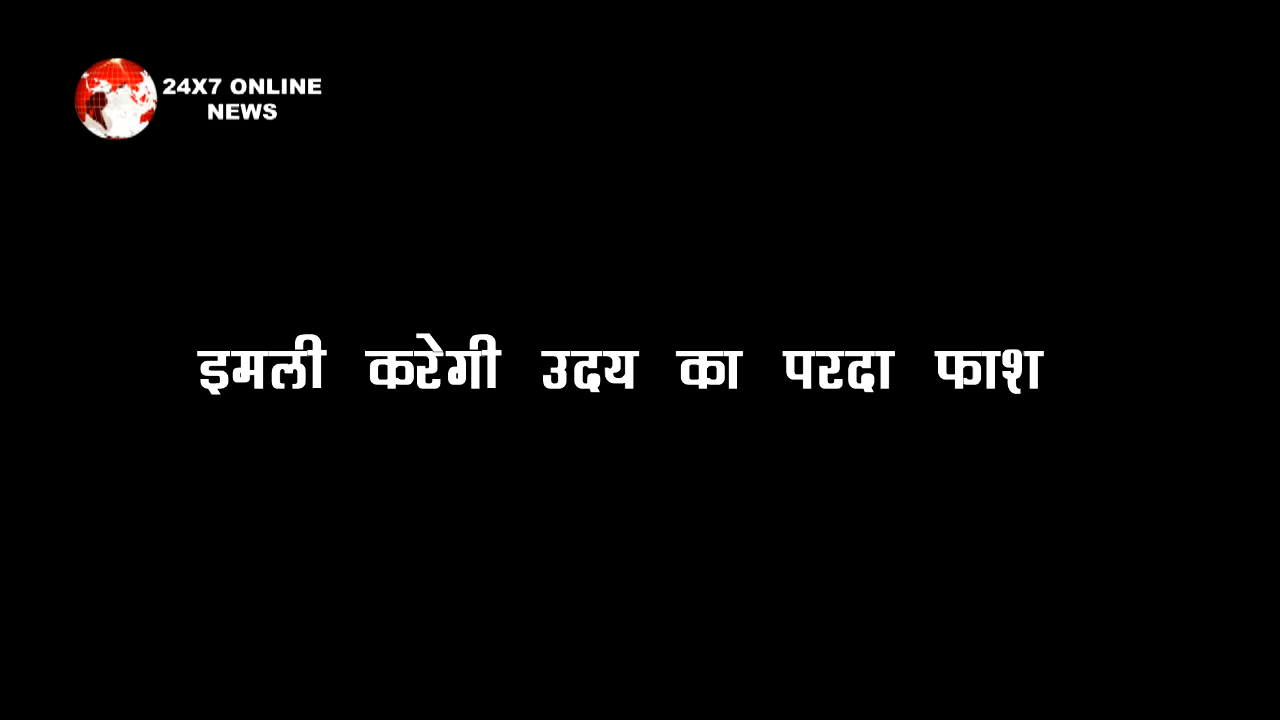 24X7 ONLINE
NEWS
इमली करेगी उदय का परदा फाश